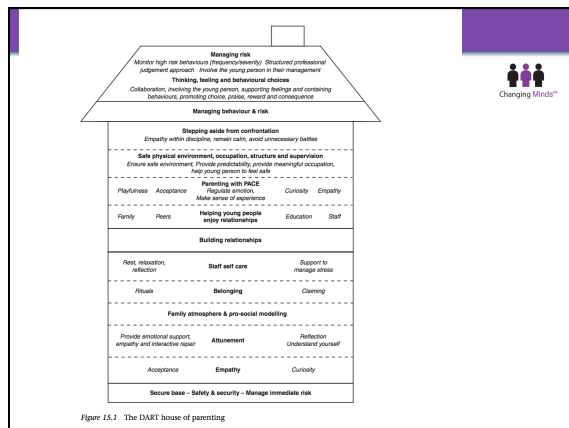 Managing risk
Monitor high risk behaviours (frequency/severity) Structured professional
judgement approach Involve the young person in their management
Thinking, feeling and behavioural choices
Collaboration, involving the young person, supporting feelings and containing
behaviours, promoting choice, praise, reward and consequence
Managing behaviour & risk
Stepping aside from confrontation
Empathy within discipline, remain calm, avoid unnecessary battles
Safe physical environment, occupation, structure and supervision
Ensure safe environment, Provide predictability, provide meaningful occupation,
help young person to feel safe
Parenting with PACE
Playfulness Acceptance Regulate emotion, Curiosity Empathy
Make sense of experience
Family Peers Helping young people Education Staff
enjoy relationships
Building relationships
Rest, relaxation, Support to
reflection Staff self care manage stress
Rituals Belonging Claiming
Family atmosphere & pro-social modelling
Provide emotional support, Reflection
empathy and interactive repair Attunement Understand yourself
Acceptance Empathy Curiosity
Secure base – Safety & security – Manage immediate risk
Figure 15.1 The DART house of parenting
Changing Minds